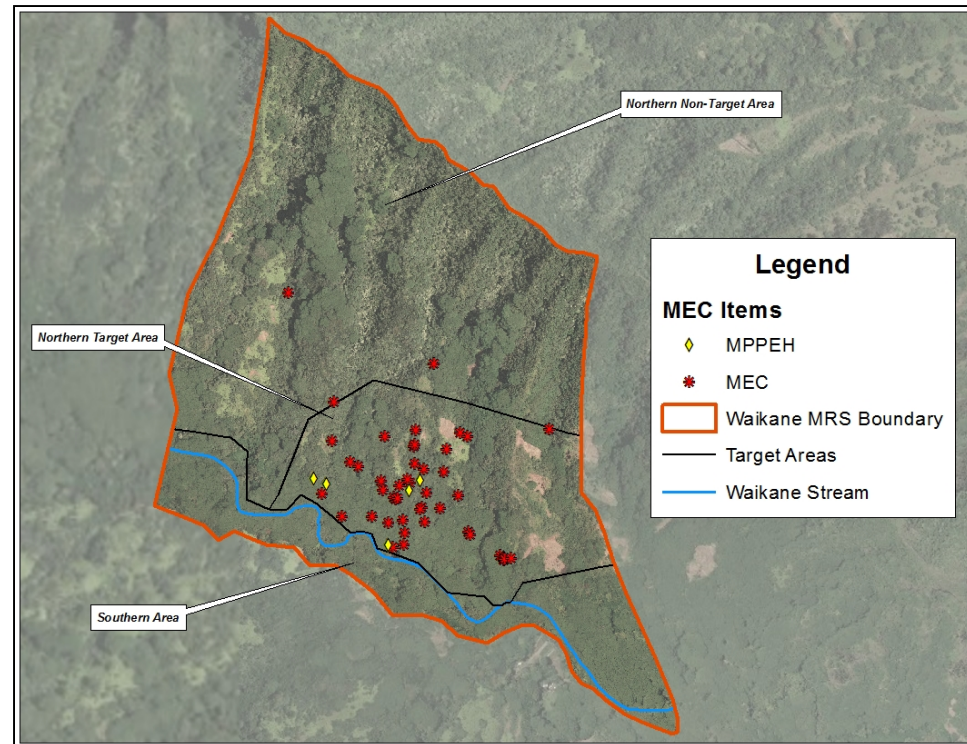 Northern Non-Target Area
Northern Target Area
Southern Area
Legend
MEC Items
MPPEH
MEC
Waikane MRS Boundary
Target Areas
Waikane Stream